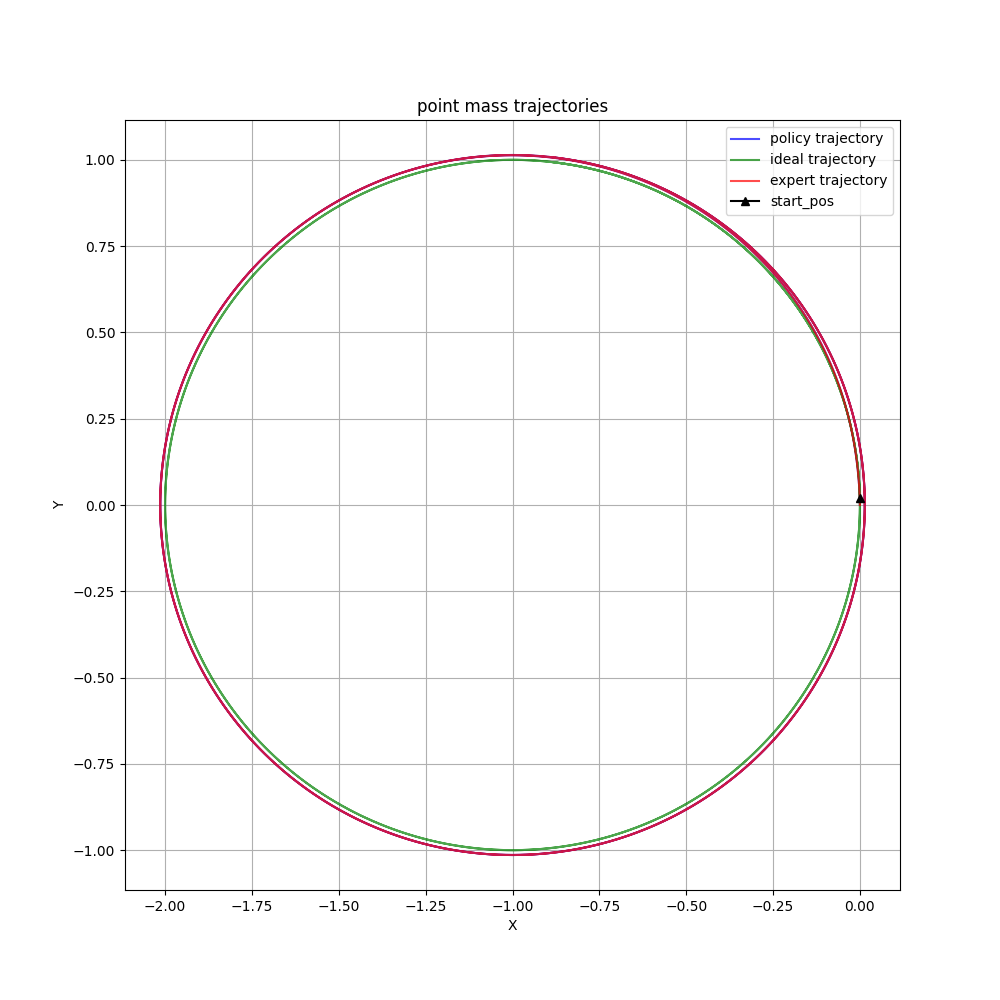 point mass trajectories
policy trajectory
ideal trajectory
expert trajectory
start_pos
1.00
0.75
0.50
0.25
0.00
−0.25
−0.50
−0.75
−1.00
Y
−2.00 −1.75 −1.50 −1.25 −1.00 −0.75 −0.50 −0.25 0.00
X